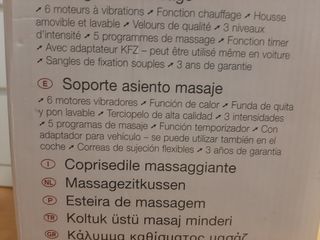 ➚ 6 moteurs à vibrations ➚ Fonction chauffage ➚ Housse
amovible et lavable ➚ Velours de qualité ➚ 3 niveaux
d'intensité ➚ 5 programmes de massage ➚ Fonction timer
➚ Avec adaptateur KFZ – peut être utilisé même en voiture
➚ Sangles de fixation souples ➚ 3 ans de garantie
E Soporte asiento masaje
➚ 6 motores vibradores ➚ Función de calor ➚ Funda de quita
y pon lavable ➚ Terciopelo de alta calidad ➚ 3 intensidades
➚ 5 programas de masaje ➚ Función temporizador ➚ Con
adaptador para vehículo – se puede utilizar también en el
coche ➚ Correas de sujeción flexibles ➚ 3 años de garantía
I Coprisedile massaggiante
NL Massagezitkussen
P Esteira de massagem
TR Koltuk üstü masaj minderi
GR Κάλυμμα καθίσματος μασάζ